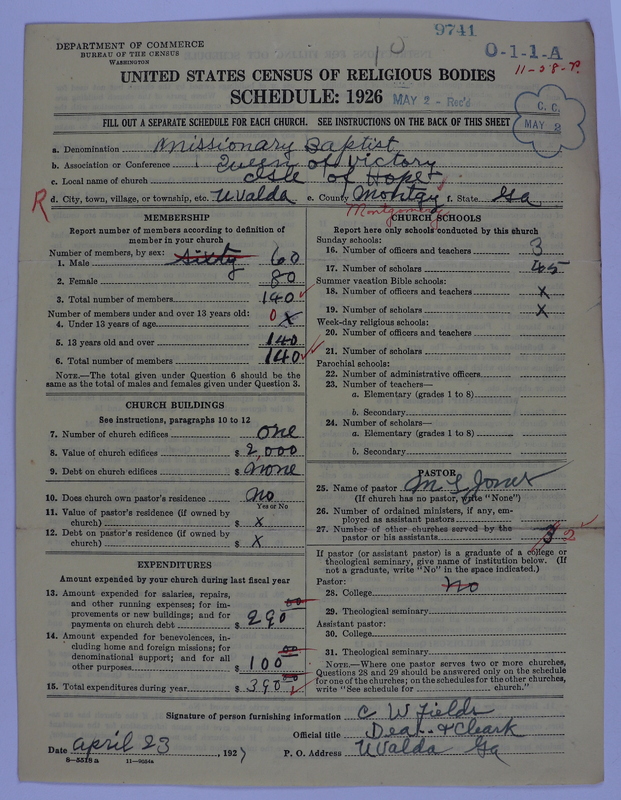 9741
DEPARTMENT OF COMMERCE
BUREAU OF THE CENSUS
WASHINGTON
10
0-1-1-A
11-28-P.
UNITED STATES CENSUS OF RELIGIOUS BODIES
SCHEDULE: 1926
MAY 2 - Rec'd
C. C.
MAY 2
FILL OUT A SEPARATE SCHEDULE FOR EACH CHURCH. SEE INSTRUCTIONS ON THE BACK OF THIS SHEET
a. Denomination Missionary Baptist
b. Association or Conference Queen of Victory
c. Local name of church Isle of Hope
R d. City, town, village, or township, etc. Uvalda e. County Montgy f. State Ga
Montgomery
MEMBERSHIP
Report number of members according to definition of member in your church
Number of members, by sex: Sixty
1. Male 60
2. Female 80
3. Total number of members 140
Number of members under and over 13 years old: 0
4. Under 13 years of age x
5. 13 years old and over 140
6. Total number of members 140
NOTE.—The total given under Question 6 should be
same as the total of males and females given under Question 3.
CHURCH BUILDINGS
See instructions, paragraphs 10 to 12
7. Number of church edifices one
8. Value of church edifices $ 2,000
9. Debt on church edifices $ none
10. Does church own pastor's residence no
Yes or No
11. Value of pastor's residence (if owned by
church) $ x
12. Debt on pastor's residence (if owned by
church) $ x
EXPENDITURES
Amount expended by your church during last fiscal year
13. Amount expended for salaries, repairs,
and other running expenses; for im-
provements or new buildings; and for
payments on church debt $ 290 00
14. Amount expended for benevolences, in-
cluding home and foreign missions; for
denominational support; and for all
other purposes $ 100 00
15. Total expenditures during year $ 390 00
CHURCH SCHOOLS
Report here only schools conducted by this church
Sunday schools:
16. Number of officers and teachers 3
17. Number of scholars 45
Summer vacation Bible schools:
18. Number of officers and teachers x
19. Number of scholars x
Week-day religious schools:
20. Number of officers and teachers
21. Number of scholars
Parochial schools:
22. Number of administrative officers
23. Number of teachers—
a. Elementary (grades 1 to 8)
b. Secondary
24. Number of scholars—
a. Elementary (grades 1 to 8)
b. Secondary
PASTOR
25. Name of pastor M L Jones
(If church has no pastor, write "None")
26. Number of ordained ministers, if any, em-
ployed as assistant pastors
27. Number of other churches served by the
pastor or his assistants 3 2
If pastor (or assistant pastor) is a graduate of a college or
theological seminary, give name of institution below. (If
not a graduate, write "No" in the space indicated.)
Pastor:
28. College No
29. Theological seminary
Assistant pastor:
30. College
31. Theological seminary
NOTE.—Where one pastor serves two or more churches,
Questions 28 and 29 should be answered only on the schedule
for one of the churches; on the schedules for the other churches,
write "See schedule for church."
Signature of person furnishing information C W Fields
Official title Dea. & Cleark
Date april 23, 1927 P. O. Address Uvalda Ga
8—5518 a 11—9054a